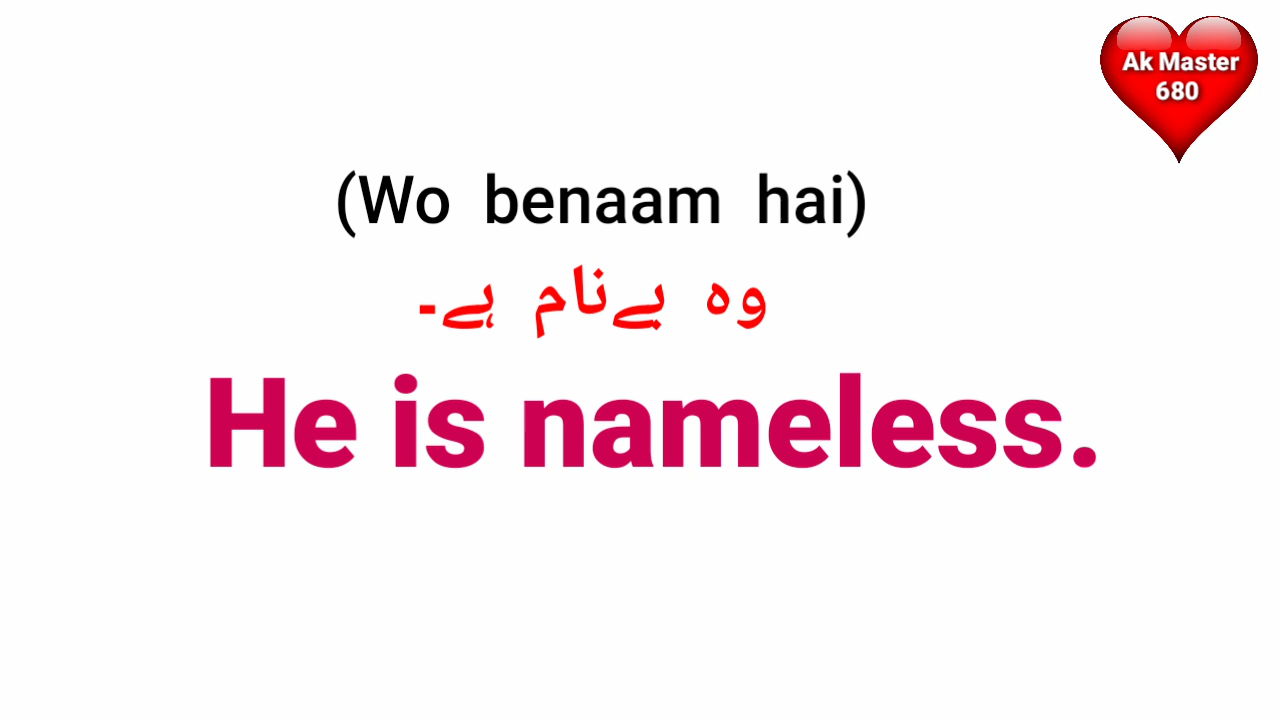 Ak Master
680
(Wo benaam hai)
وہ بےنام ہے۔
He is nameless.